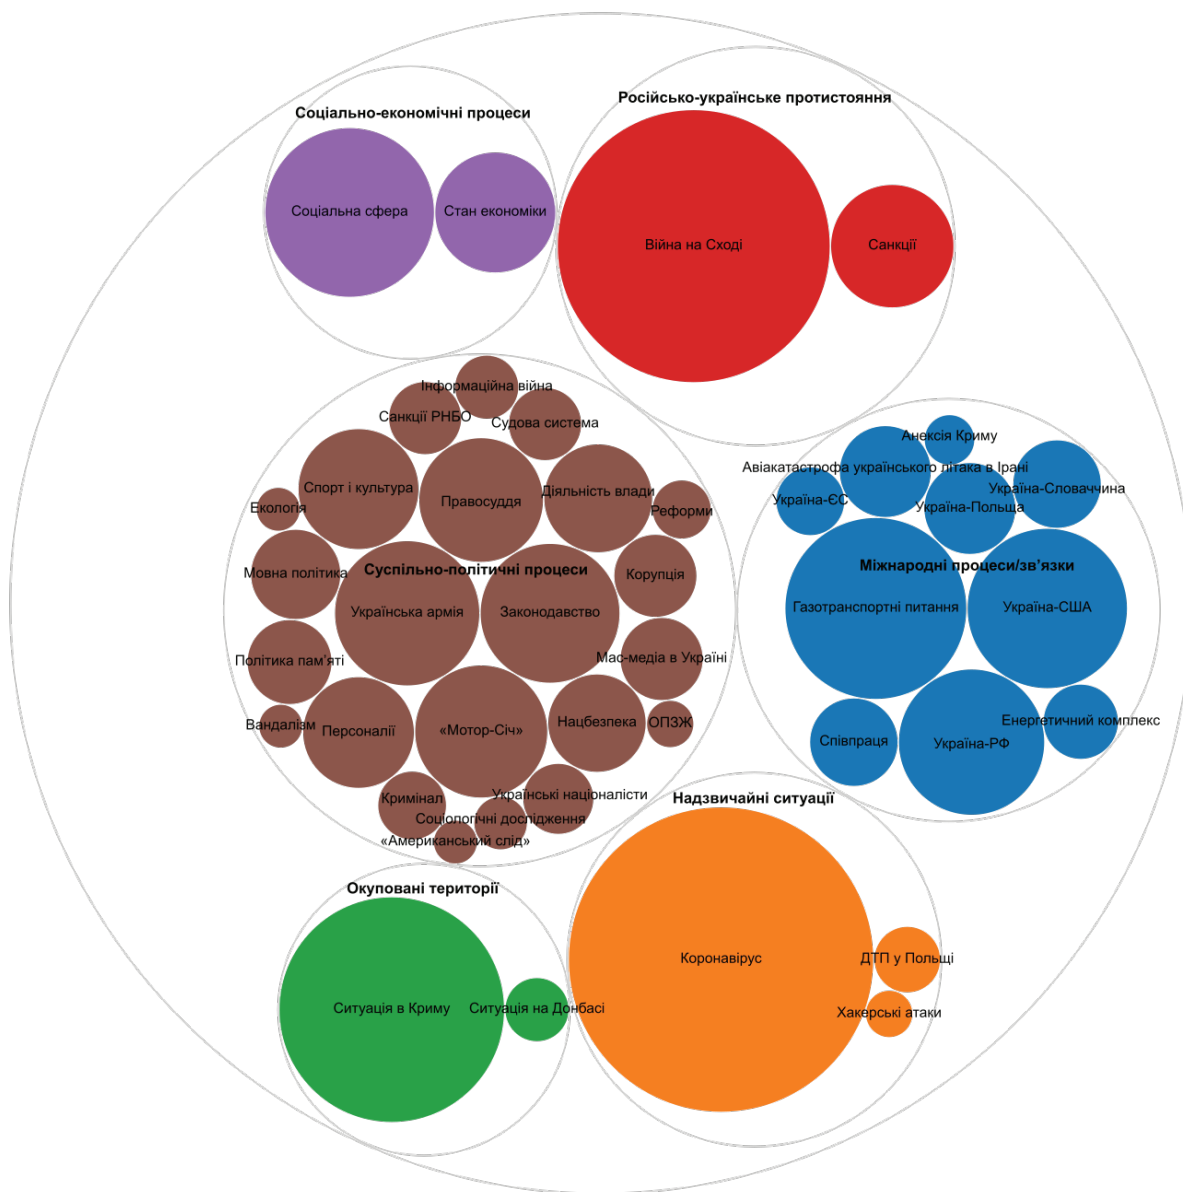 Соціально-економічні процеси
Соціальна сфера
Стан економіки
Російсько-українське протистояння
Війна на Сході
Санкції
Суспільно-політичні процеси
Інформаційна війна
Санкції РНБО
Судова система
Спорт і культура
Правосуддя
Діяльність влади
Екологія
Реформи
Мовна політика
Корупція
Українська армія
Законодавство
Політика пам'яті
Мас-медіа в Україні
Вандалізм
Персоналії
«Мотор-Січ»
Нацбезпека
ОПЗЖ
Кримінал
Українські націоналісти
Соціологічні дослідження
«Американський слід»
Міжнародні процеси/зв'язки
Анексія Криму
Авіакатастрофа українського літака в Ірані
Україна-ЄС
Україна-Словаччина
Україна-Польща
Газотранспортні питання
Україна-США
Співпраця
Україна-РФ
Енергетичний комплекс
Окуповані території
Ситуація в Криму
Ситуація на Донбасі
Надзвичайні ситуації
Коронавірус
ДТП у Польщі
Хакерські атаки